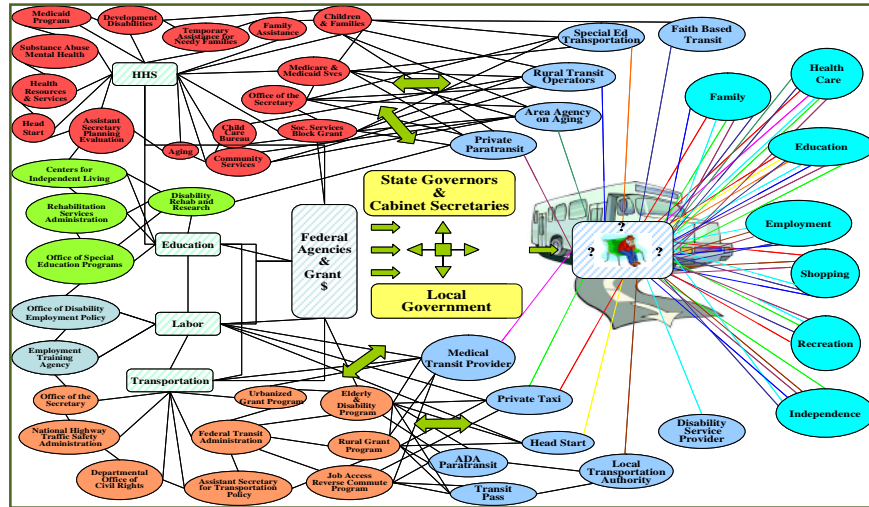 Medicaid
Program
Development
Disabilities
Temporary
Assistance for
Needy Families
Family
Assistance
Children
& Families
Substance Abuse
Mental Health
HHS
Medicare &
Medicaid Svcs
Health
Resources
& Services
Office of the
Secretary
Head
Start
Assistant
Secretary
Planning
Evaluation
Aging
Child
Care
Bureau
Community
Services
Soc. Services
Block Grant
Special Ed
Transportation
Faith Based
Transit
Rural Transit
Operators
Area Agency
on Aging
Private
Paratransit
Family
Health
Care
Education
Employment
Shopping
Recreation
Independence
Centers for
Independent Living
Rehabilitation
Services
Administration
Disability
Rehab and
Research
Office of Special
Education Programs
Education
Federal
Agencies
&
Grant
$
State Governors
&
Cabinet Secretaries
Local
Government
?
? ?
Office of Disability
Employment Policy
Labor
Employment
Training
Agency
Transportation
Office of the
Secretary
Urbanized
Grant Program
Elderly
&
Disability
Program
National Highway
Traffic Safety
Administration
Federal Transit
Administration
Rural Grant
Program
Departmental
Office of
Civil Rights
Assistant Secretary
for Transportation
Policy
Job Access
Reverse Commute
Program
Medical
Transit Provider
Private Taxi
Head Start
ADA
Paratransit
Transit
Pass
Local
Transportation
Authority
Disability
Service
Provider